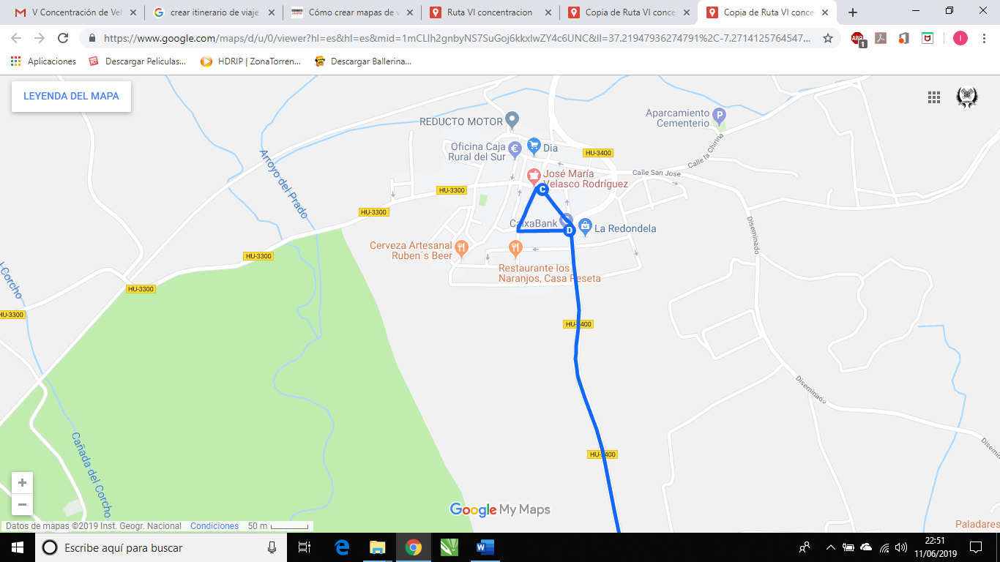 V Concentración de Veh
crear itinerario de viaje
Cómo crear mapas de v
Ruta VI concentracion
Copia de Ruta VI conce
Copia de Ruta VI conce
https://www.google.com/maps/d/u/0/viewer?hl=es&hl=es&mid=1mCLIh2gnbyNS7SuGoj6kkxIwZY4c6UNC&ll=37.21947936274791%2C-7.2714125764547...
ABP
1
I
Aplicaciones
Descargar Peliculas...
HDRIP | ZonaTorren...
Descargar Ballerina...
LEYENDA DEL MAPA
REDUCTO MOTOR
Aparcamiento
Cementerio
P
Oficina Caja
Rural del Sur
Dia
HU-3400
Calle la Chirina
Arroyo del Prado
José María
Velasco Rodríguez
Calle San Jose
HU-3300
C
HU-3300
CaixaBank
D
La Redondela
Diseminado
Cerveza Artesanal
Ruben´s Beer
HU-3300
Restaurante los
Naranjos, Casa Peseta
HU-3300
Corcho
HU-3300
HU-3400
Diseminado
Cañada del Corcho
HU-3400
Disemin
+
−
Google My Maps
Paladares
Datos de mapas ©2019 Inst. Geogr. Nacional
Condiciones
50 m
Escribe aquí para buscar
22:51
11/06/2019